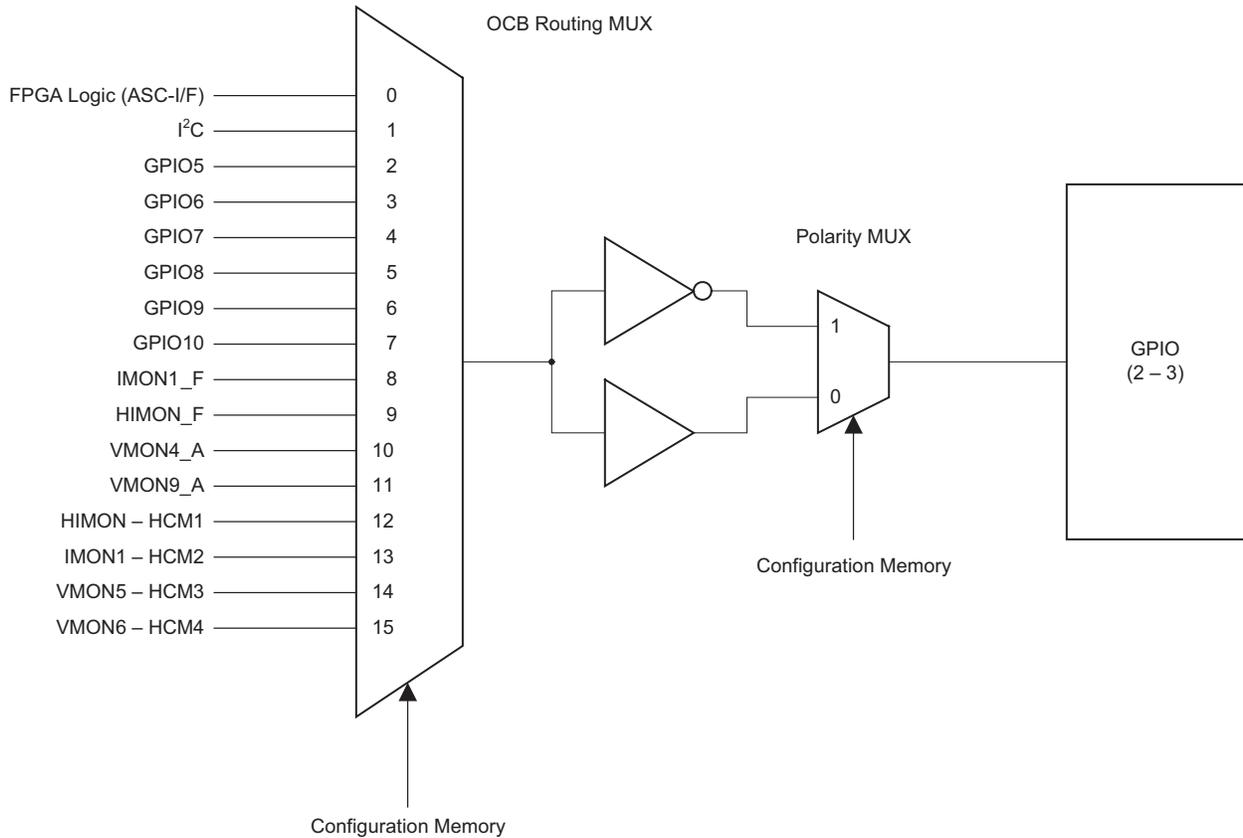 OCB Routing MUX
FPGA Logic (ASC-I/F) 0
I²C 1
GPIO5 2
GPIO6 3
GPIO7 4
GPIO8 5
GPIO9 6
GPIO10 7
IMON1_F 8
HIMON_F 9
VMON4_A 10
VMON9_A 11
HIMON – HCM1 12
IMON1 – HCM2 13
VMON5 – HCM3 14
VMON6 – HCM4 15
Configuration Memory
Polarity MUX
1
0
Configuration Memory
GPIO
(2 – 3)